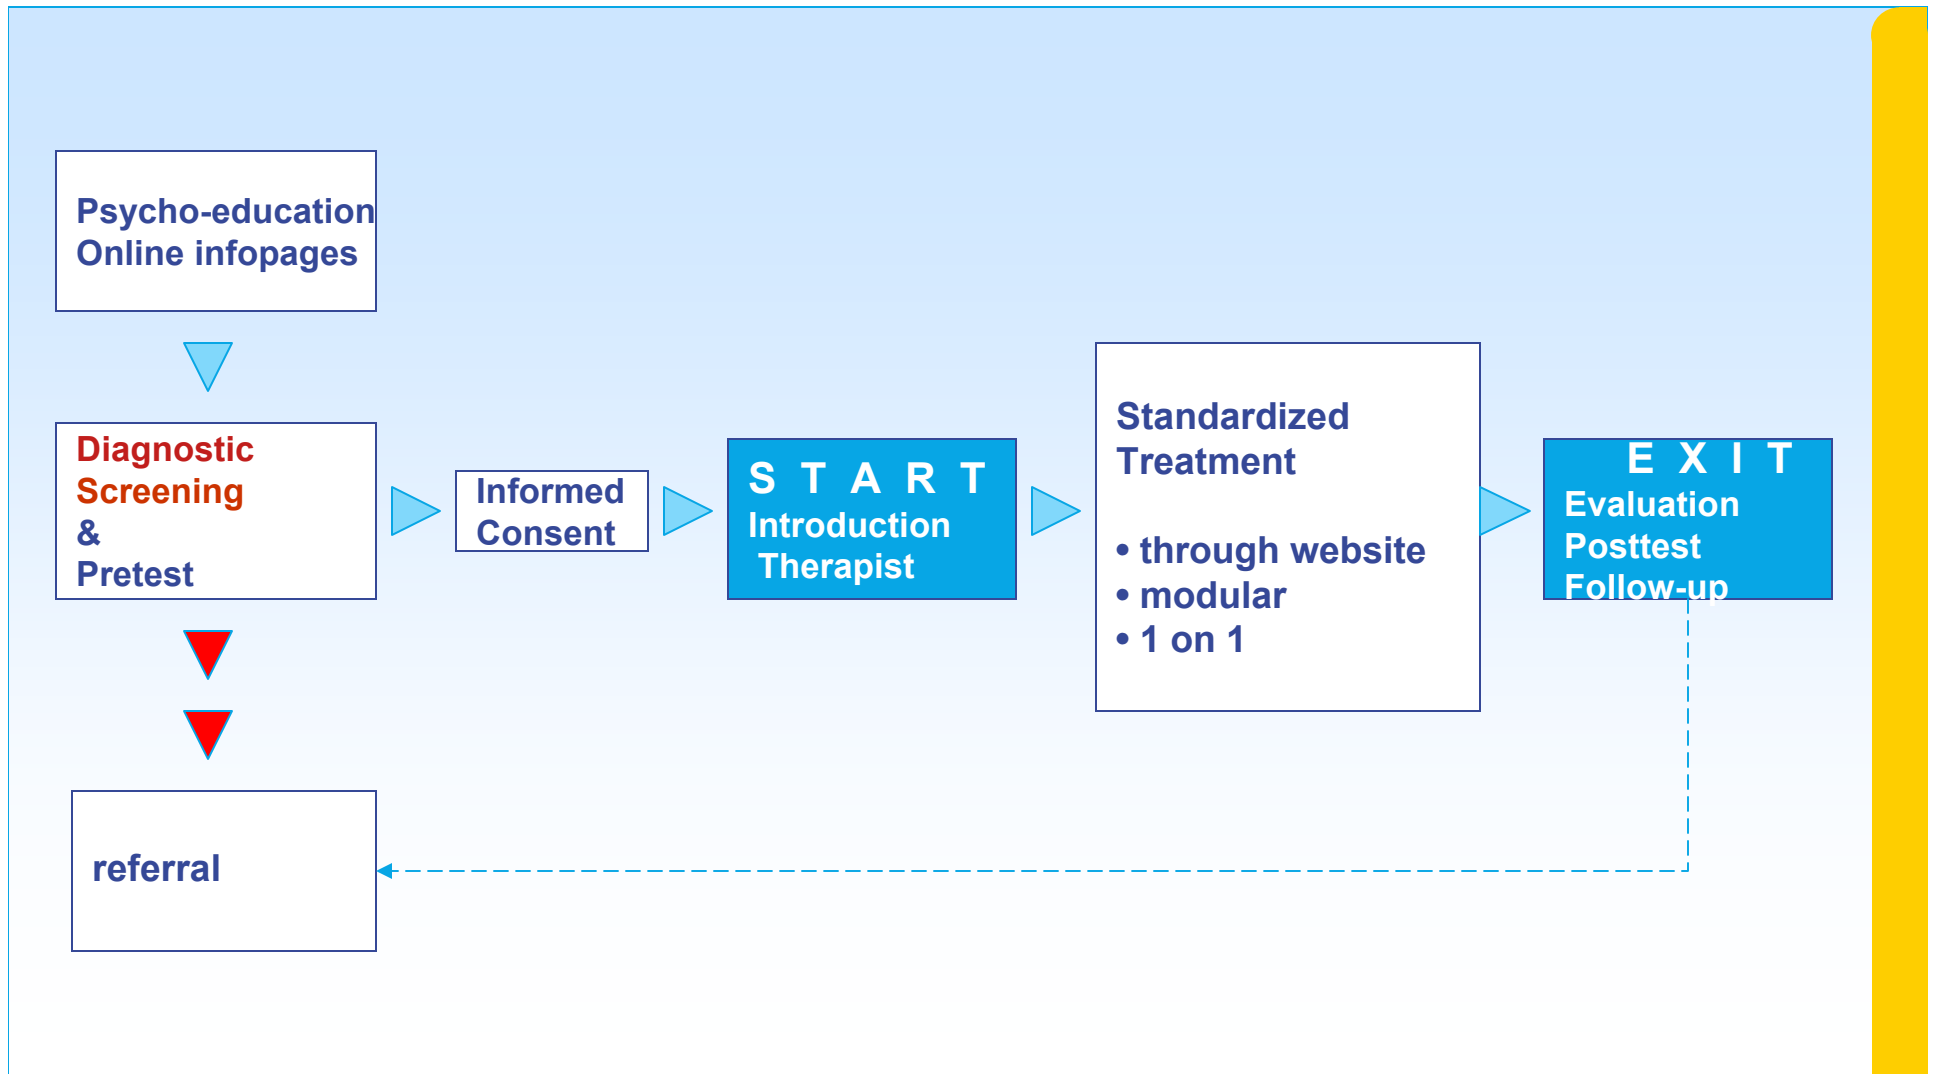 Psycho-education
Online infopages
Diagnostic
Screening
&
Pretest
Informed
Consent
S T A R T
Introduction
Therapist
Standardized
Treatment
• through website
• modular
• 1 on 1
E X I T
Evaluation
Posttest
Follow-up
referral